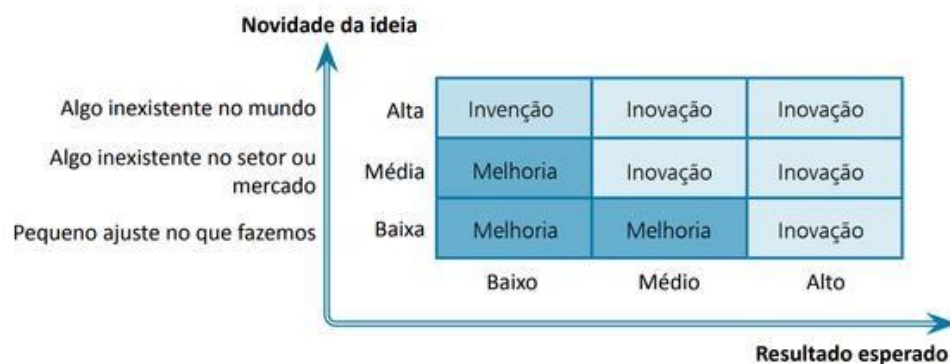 Novidade da ideia
Algo inexistente no mundo
Alta
Invenção
Inovação
Inovação
Algo inexistente no setor ou
mercado
Média
Melhoria
Inovação
Inovação
Pequeno ajuste no que fazemos
Baixa
Melhoria
Melhoria
Inovação
Baixo
Médio
Alto
Resultado esperado